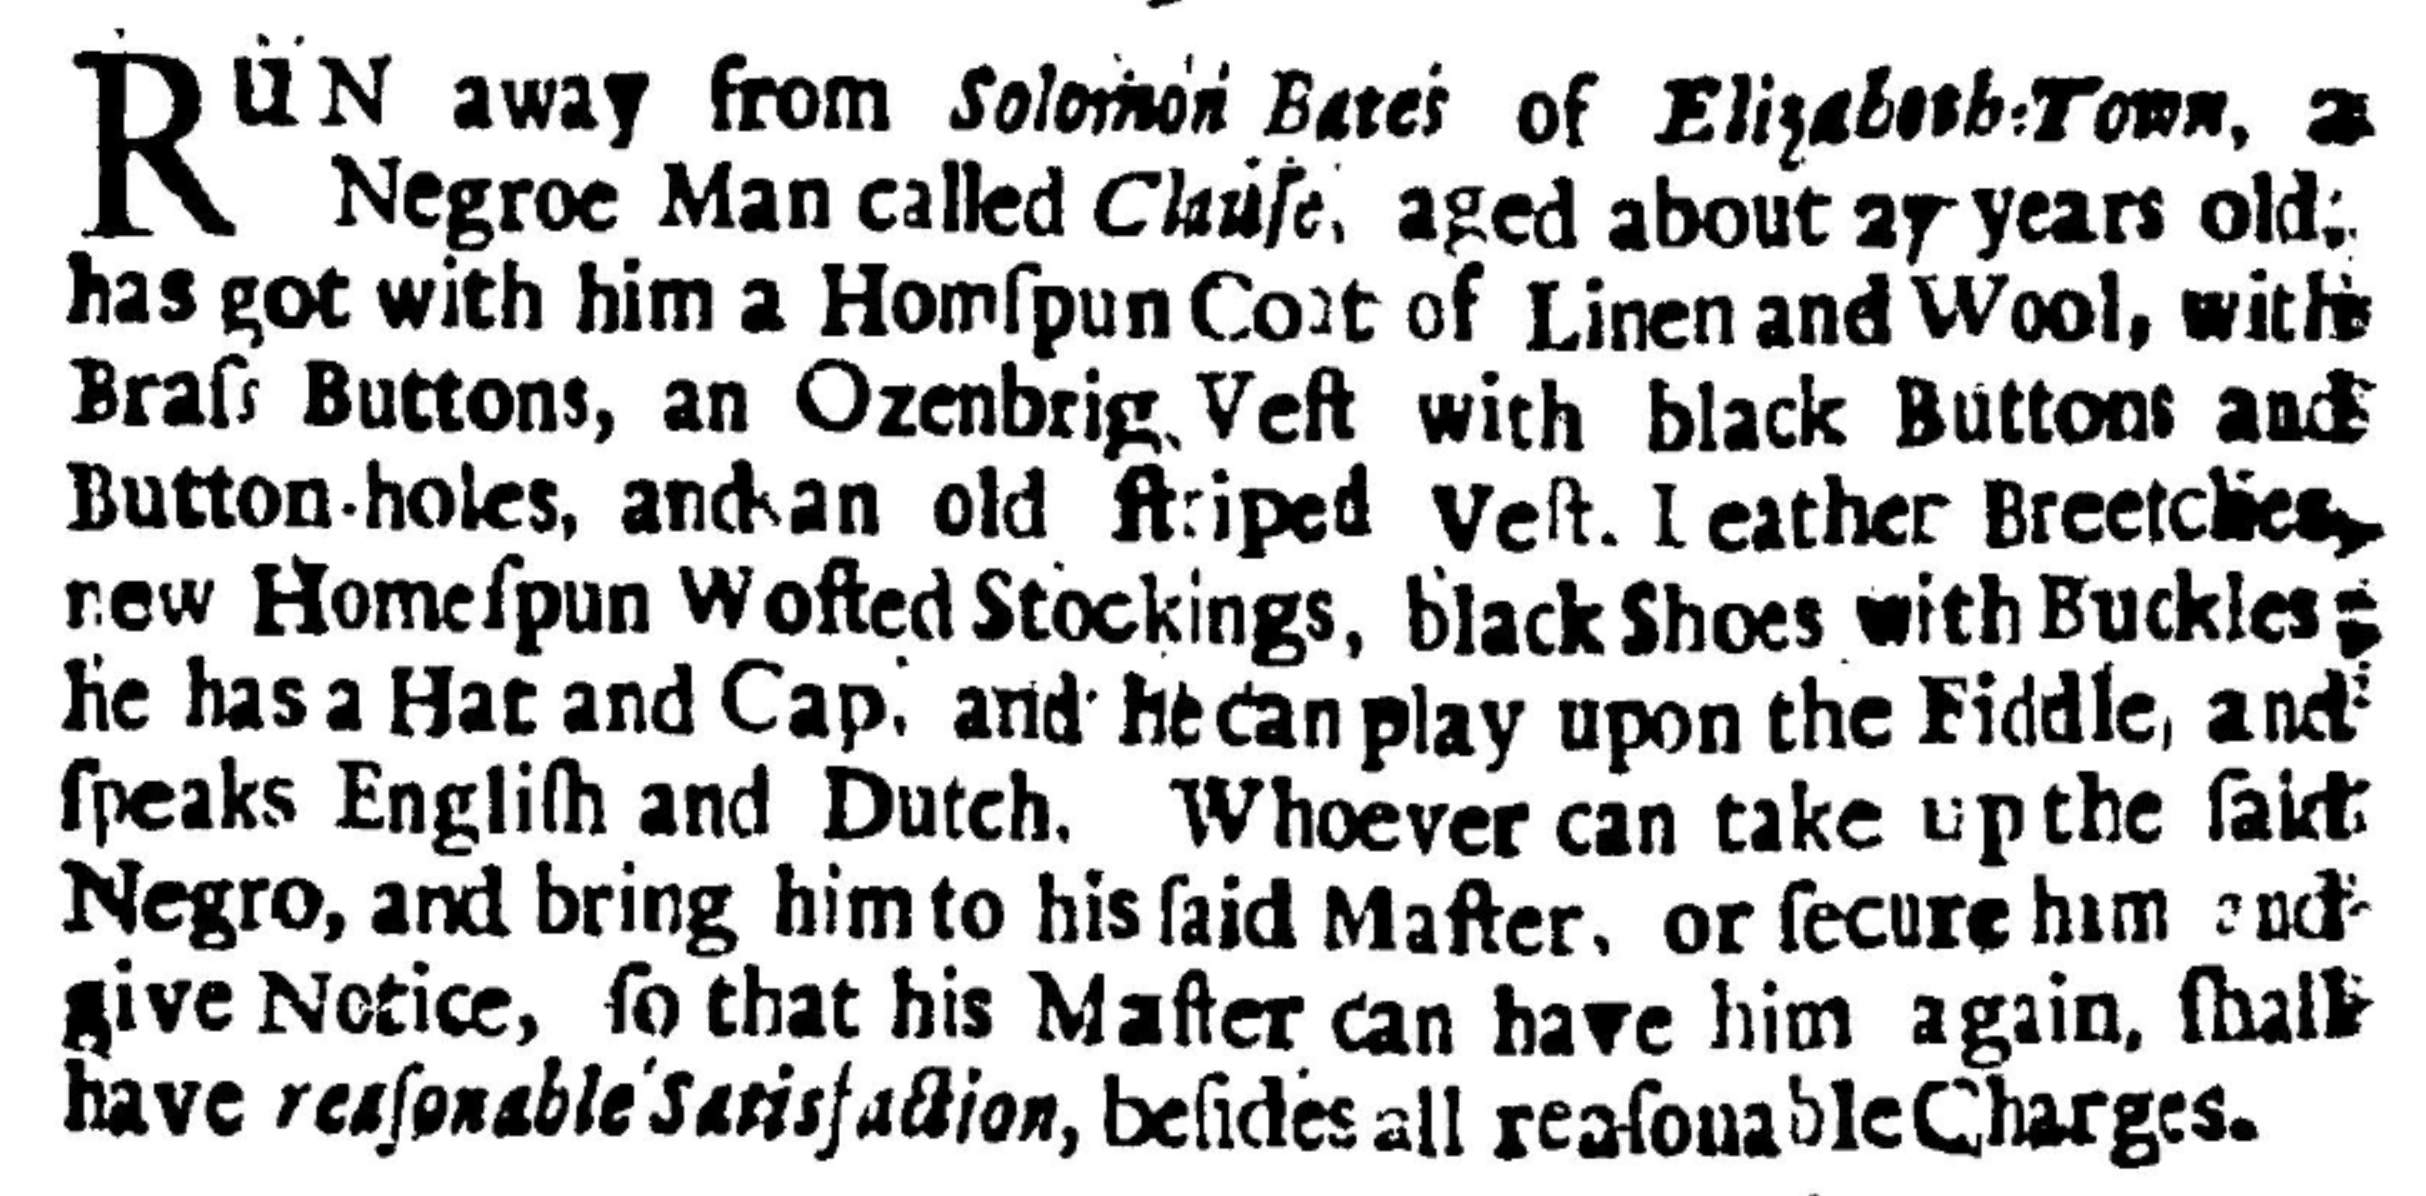 RUN away from Solomon Bates of Elizabeth-Town, a
Negroe Man called Clauſe, aged about 27 years old;
has got with him a Homſpun Coat of Linen and Wool, with
Braſs Buttons, an Ozenbrig, Veſt with black Buttons and
Button-holes, and an old ſtriped Veſt. Leather Breetches,
new Homeſpun Woſted Stockings, black Shoes with Buckles;
he has a Hat and Cap, and he can play upon the Fiddle, and
ſpeaks Engliſh and Dutch. Whoever can take up the ſaid
Negro, and bring him to his ſaid Maſter, or ſecure him and
give Notice, ſo that his Maſter can have him again, ſhall
have reaſonable Satisfaction, beſides all reaſouable Charges.